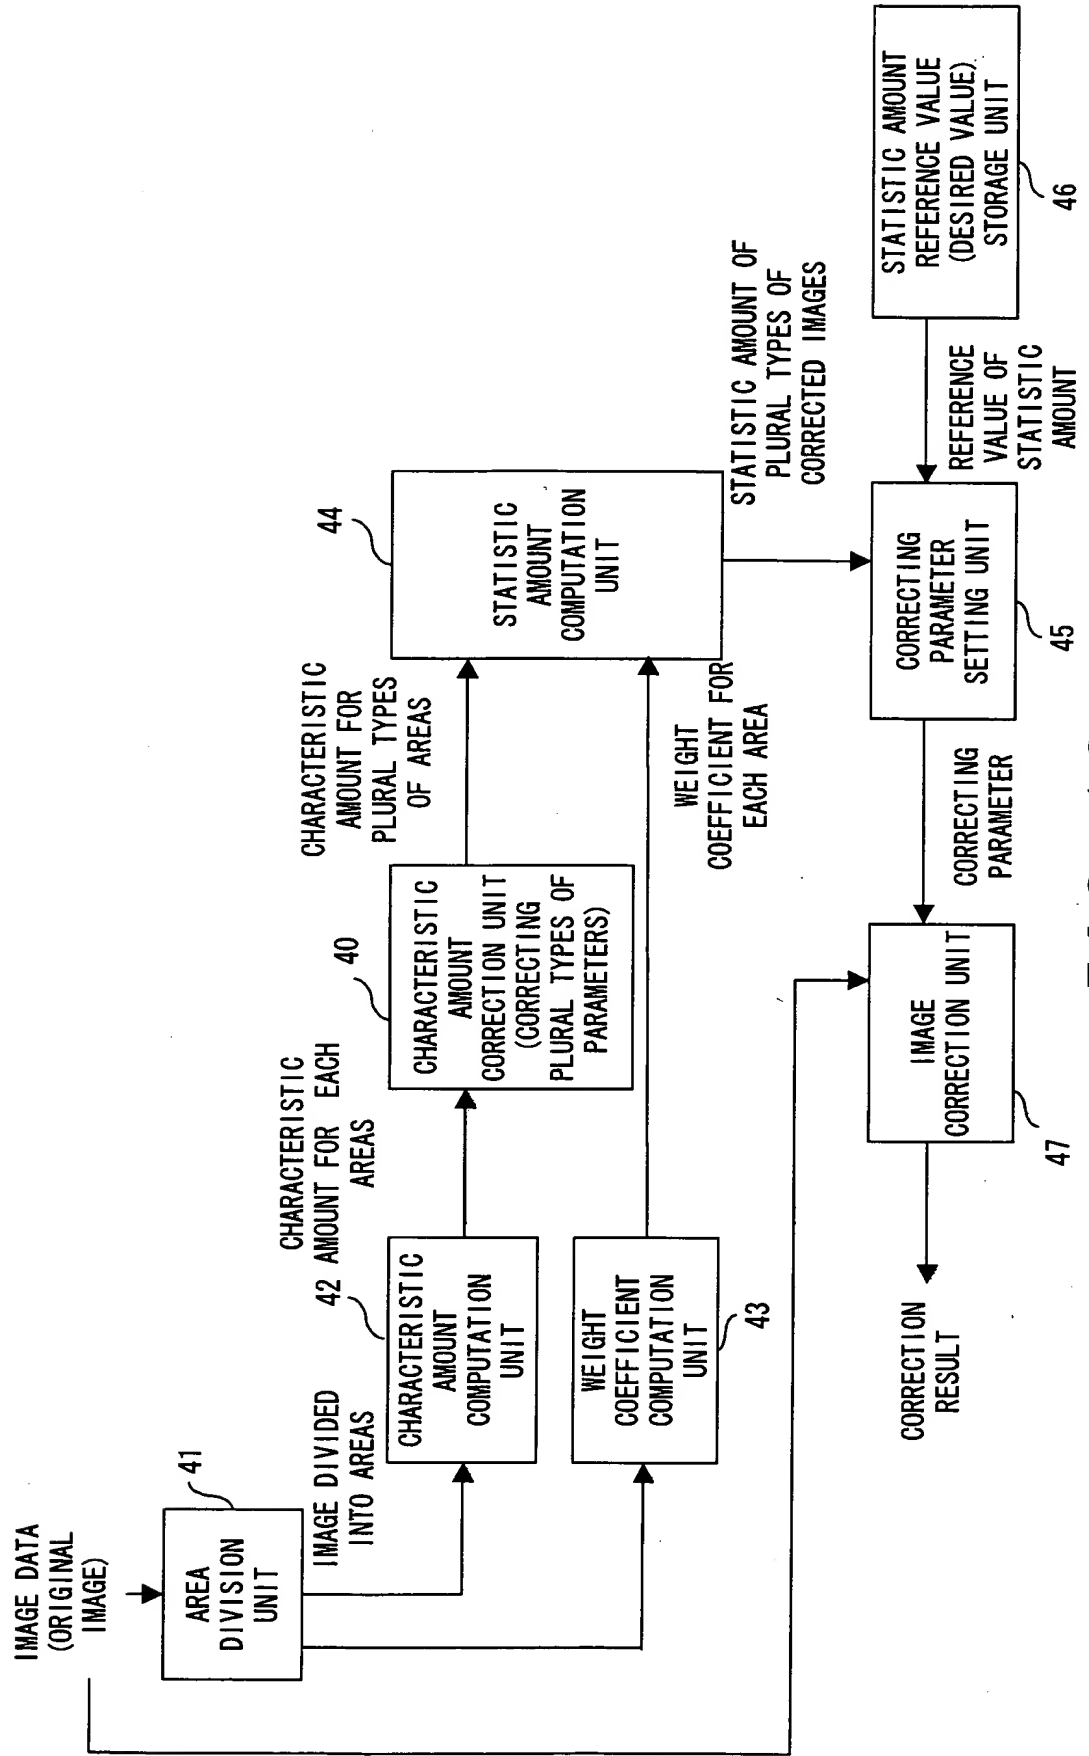 IMAGE DATA
(ORIGINAL
IMAGE)
41
AREA
DIVISION
UNIT
IMAGE DIVIDED
INTO AREAS
42
CHARACTERISTIC
AMOUNT
COMPUTATION
UNIT
CHARACTERISTIC
AMOUNT FOR EACH
AREAS
40
CHARACTERISTIC
AMOUNT
CORRECTION UNIT
(CORRECTING
PLURAL TYPES OF
PARAMETERS)
CHARACTERISTIC
AMOUNT FOR
PLURAL TYPES
OF AREAS
44
STATISTIC
AMOUNT
COMPUTATION
UNIT
WEIGHT
COEFFICIENT
COMPUTATION
UNIT
43
WEIGHT
COEFFICIENT FOR
EACH AREA
STATISTIC AMOUNT OF
PLURAL TYPES OF
CORRECTED IMAGES
STATISTIC AMOUNT
REFERENCE VALUE
(DESIRED VALUE)
STORAGE UNIT
46
REFERENCE
VALUE OF
STATISTIC
AMOUNT
CORRECTING
PARAMETER
SETTING UNIT
45
CORRECTING
PARAMETER
IMAGE
CORRECTION UNIT
47
CORRECTION
RESULT